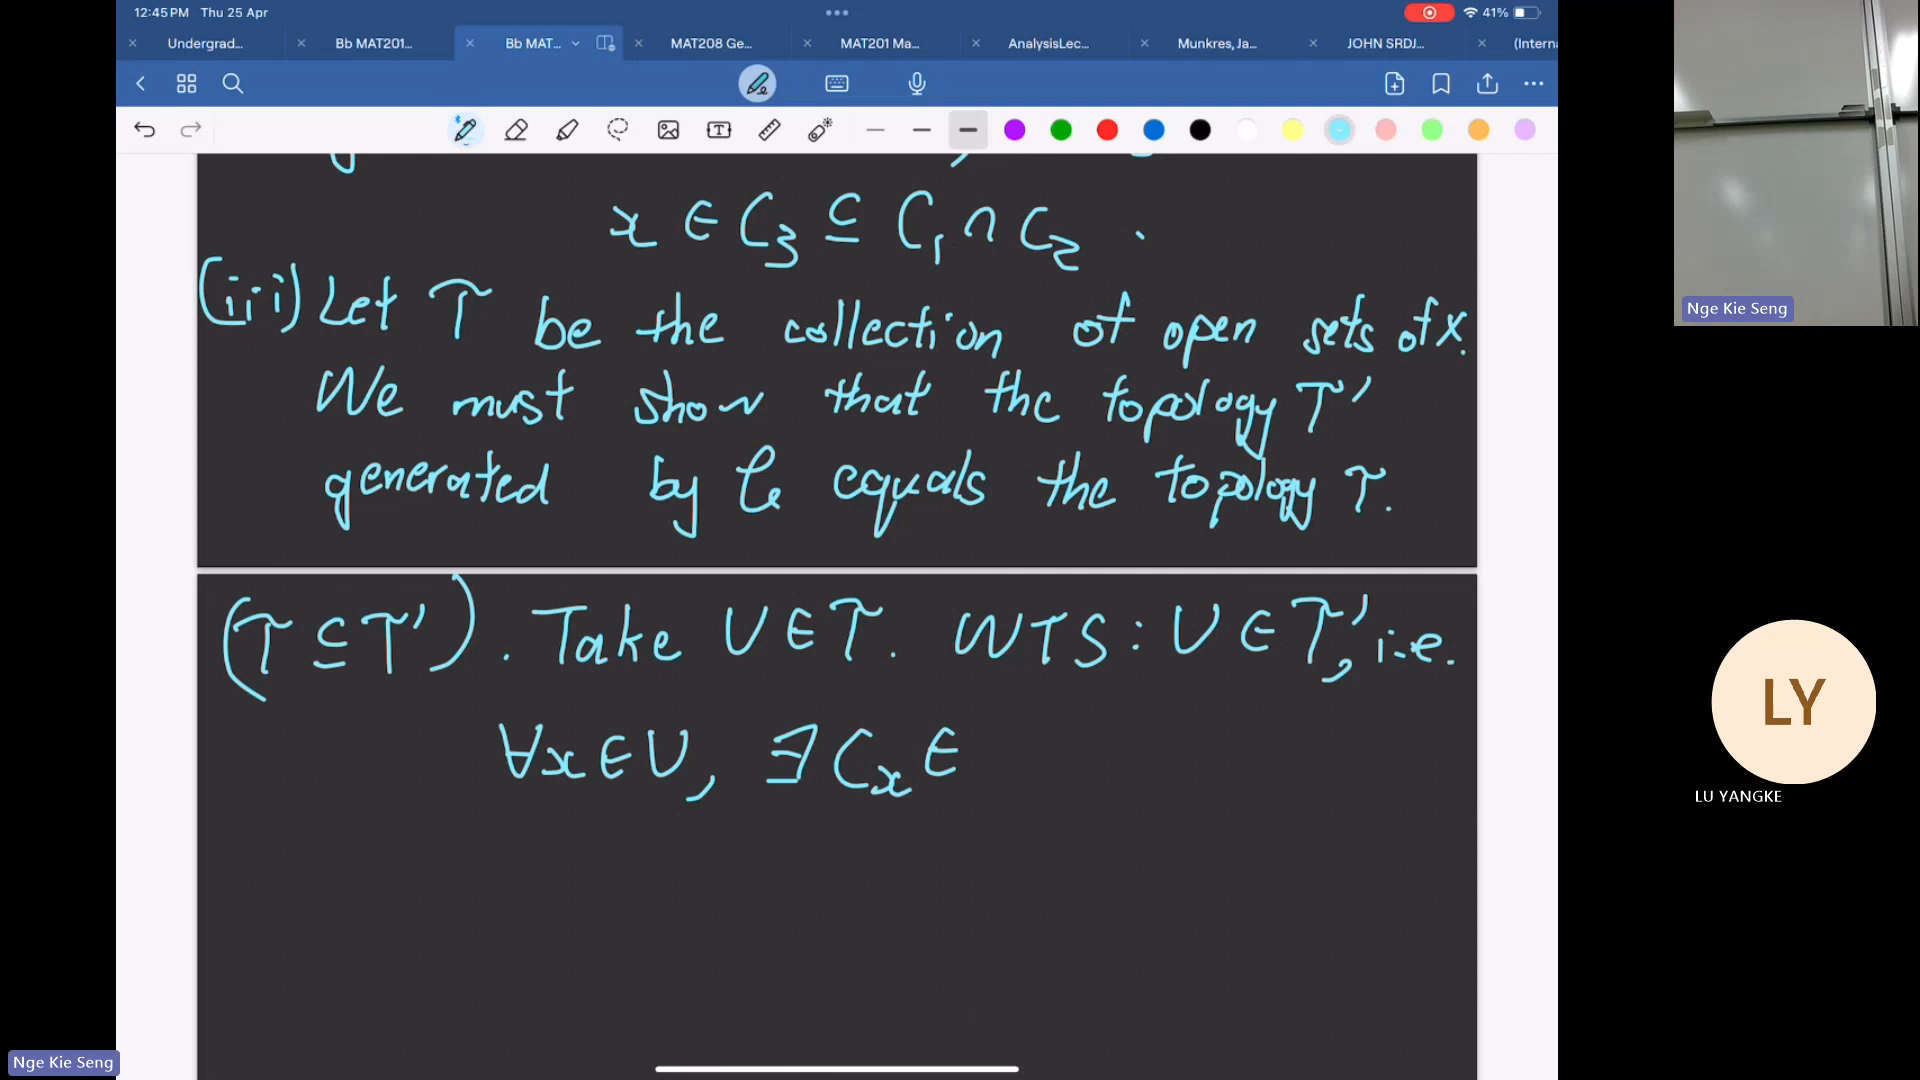 12:45 PM Thu 25 Apr
41%
Undergrad...
Bb MAT201...
Bb MAT...
MAT208 Ge...
MAT201 Ma...
AnalysisLec...
Munkres, Ja...
JOHN SRDJ...
(Intern
x ∈ C₃ ⊆ C₁ ∩ C₂ .
(iii) Let T be the collection of open sets of X.
We must show that the topology T'
generated by C equals the topology T.
(T ⊆ T') . Take U ∈ T. WTS : U ∈ T', i.e.
∀x ∈ U, ∃ Cₓ ∈
Nge Kie Seng
LY
LU YANGKE
Nge Kie Seng